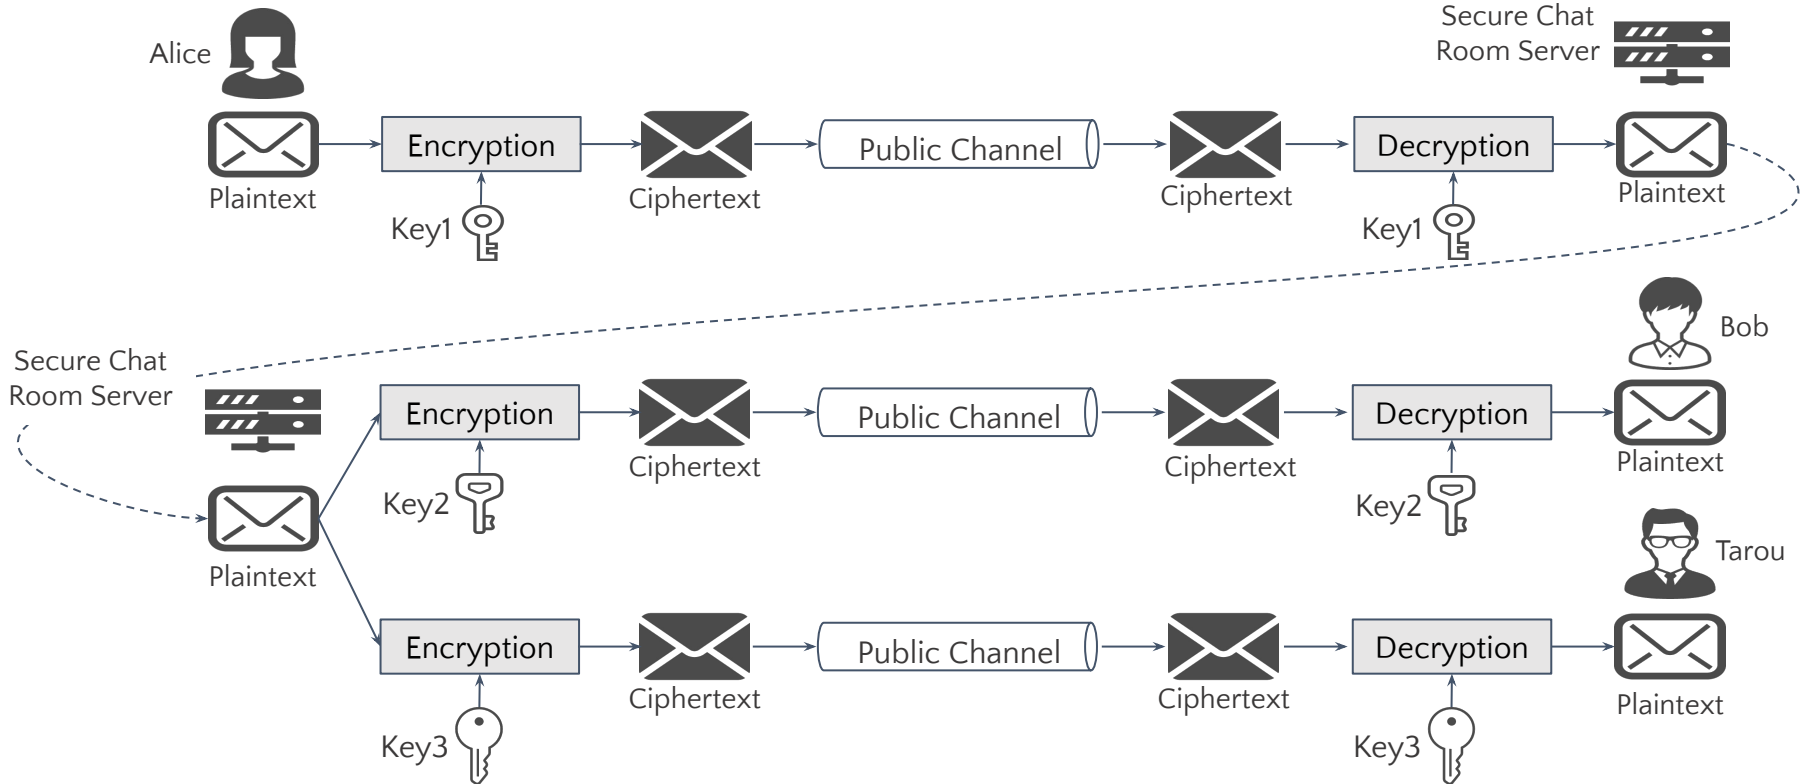 Secure Chat
Room Server
Alice
Encryption
Public Channel
Decryption
Plaintext
Ciphertext
Ciphertext
Plaintext
Key1
Key1
Bob
Secure Chat
Room Server
Encryption
Public Channel
Decryption
Ciphertext
Ciphertext
Plaintext
Key2
Key2
Tarou
Plaintext
Encryption
Public Channel
Decryption
Ciphertext
Ciphertext
Plaintext
Key3
Key3